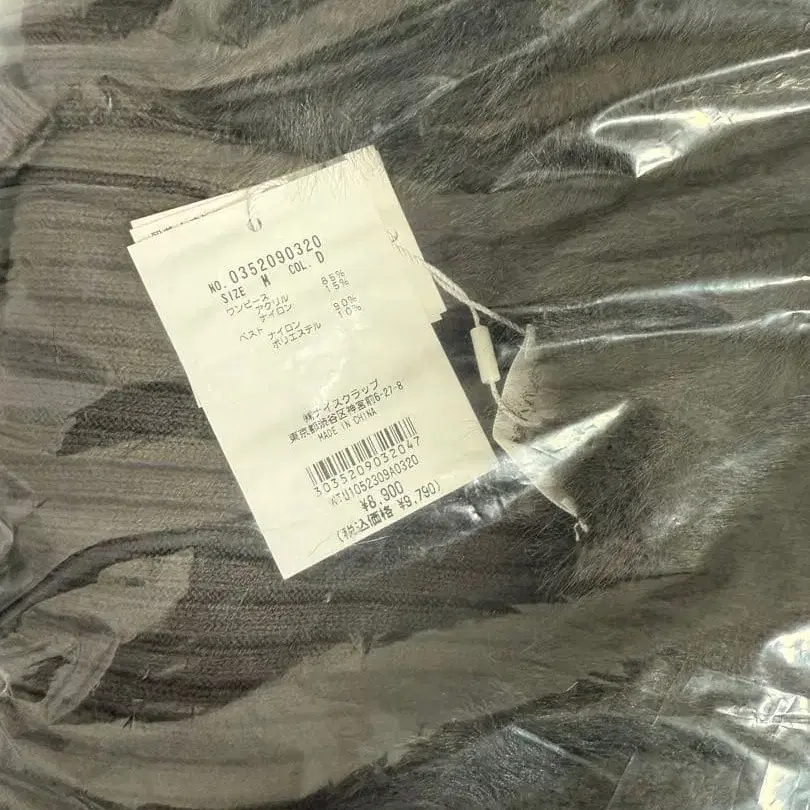 NO. 0352090320
SIZE M COL. D
ワンピース
アクリル 85%
ナイロン 15%
ベスト
ナイロン 90%
ポリエステル 10%
㈱ナイスクラップ
東京都渋谷区神宮前6-27-8
MADE IN CHINA
3035209032047
WTU1052309A0320
¥8,900
(税込価格 ¥9,790)